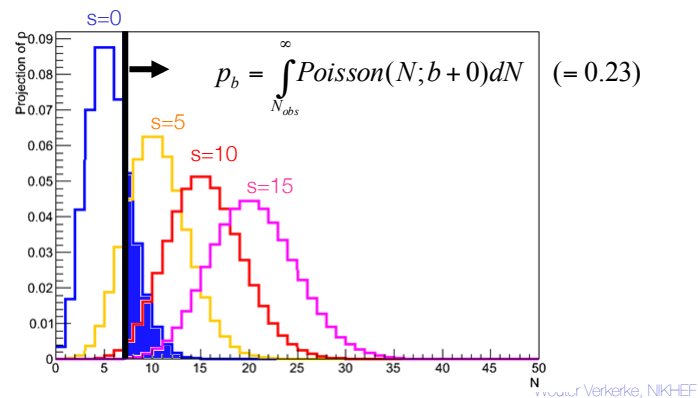 s=0
0.09
0.08
0.07
0.06
0.05
0.04
0.03
0.02
0.01
0
Projection of p
p_b = ∫_{N_obs}^{∞} Poisson(N;b+0)dN (= 0.23)
s=5
s=10
s=15
0 5 10 15 20 25 30 35 40 45 50
N
Wouter Verkerke, NIKHEF